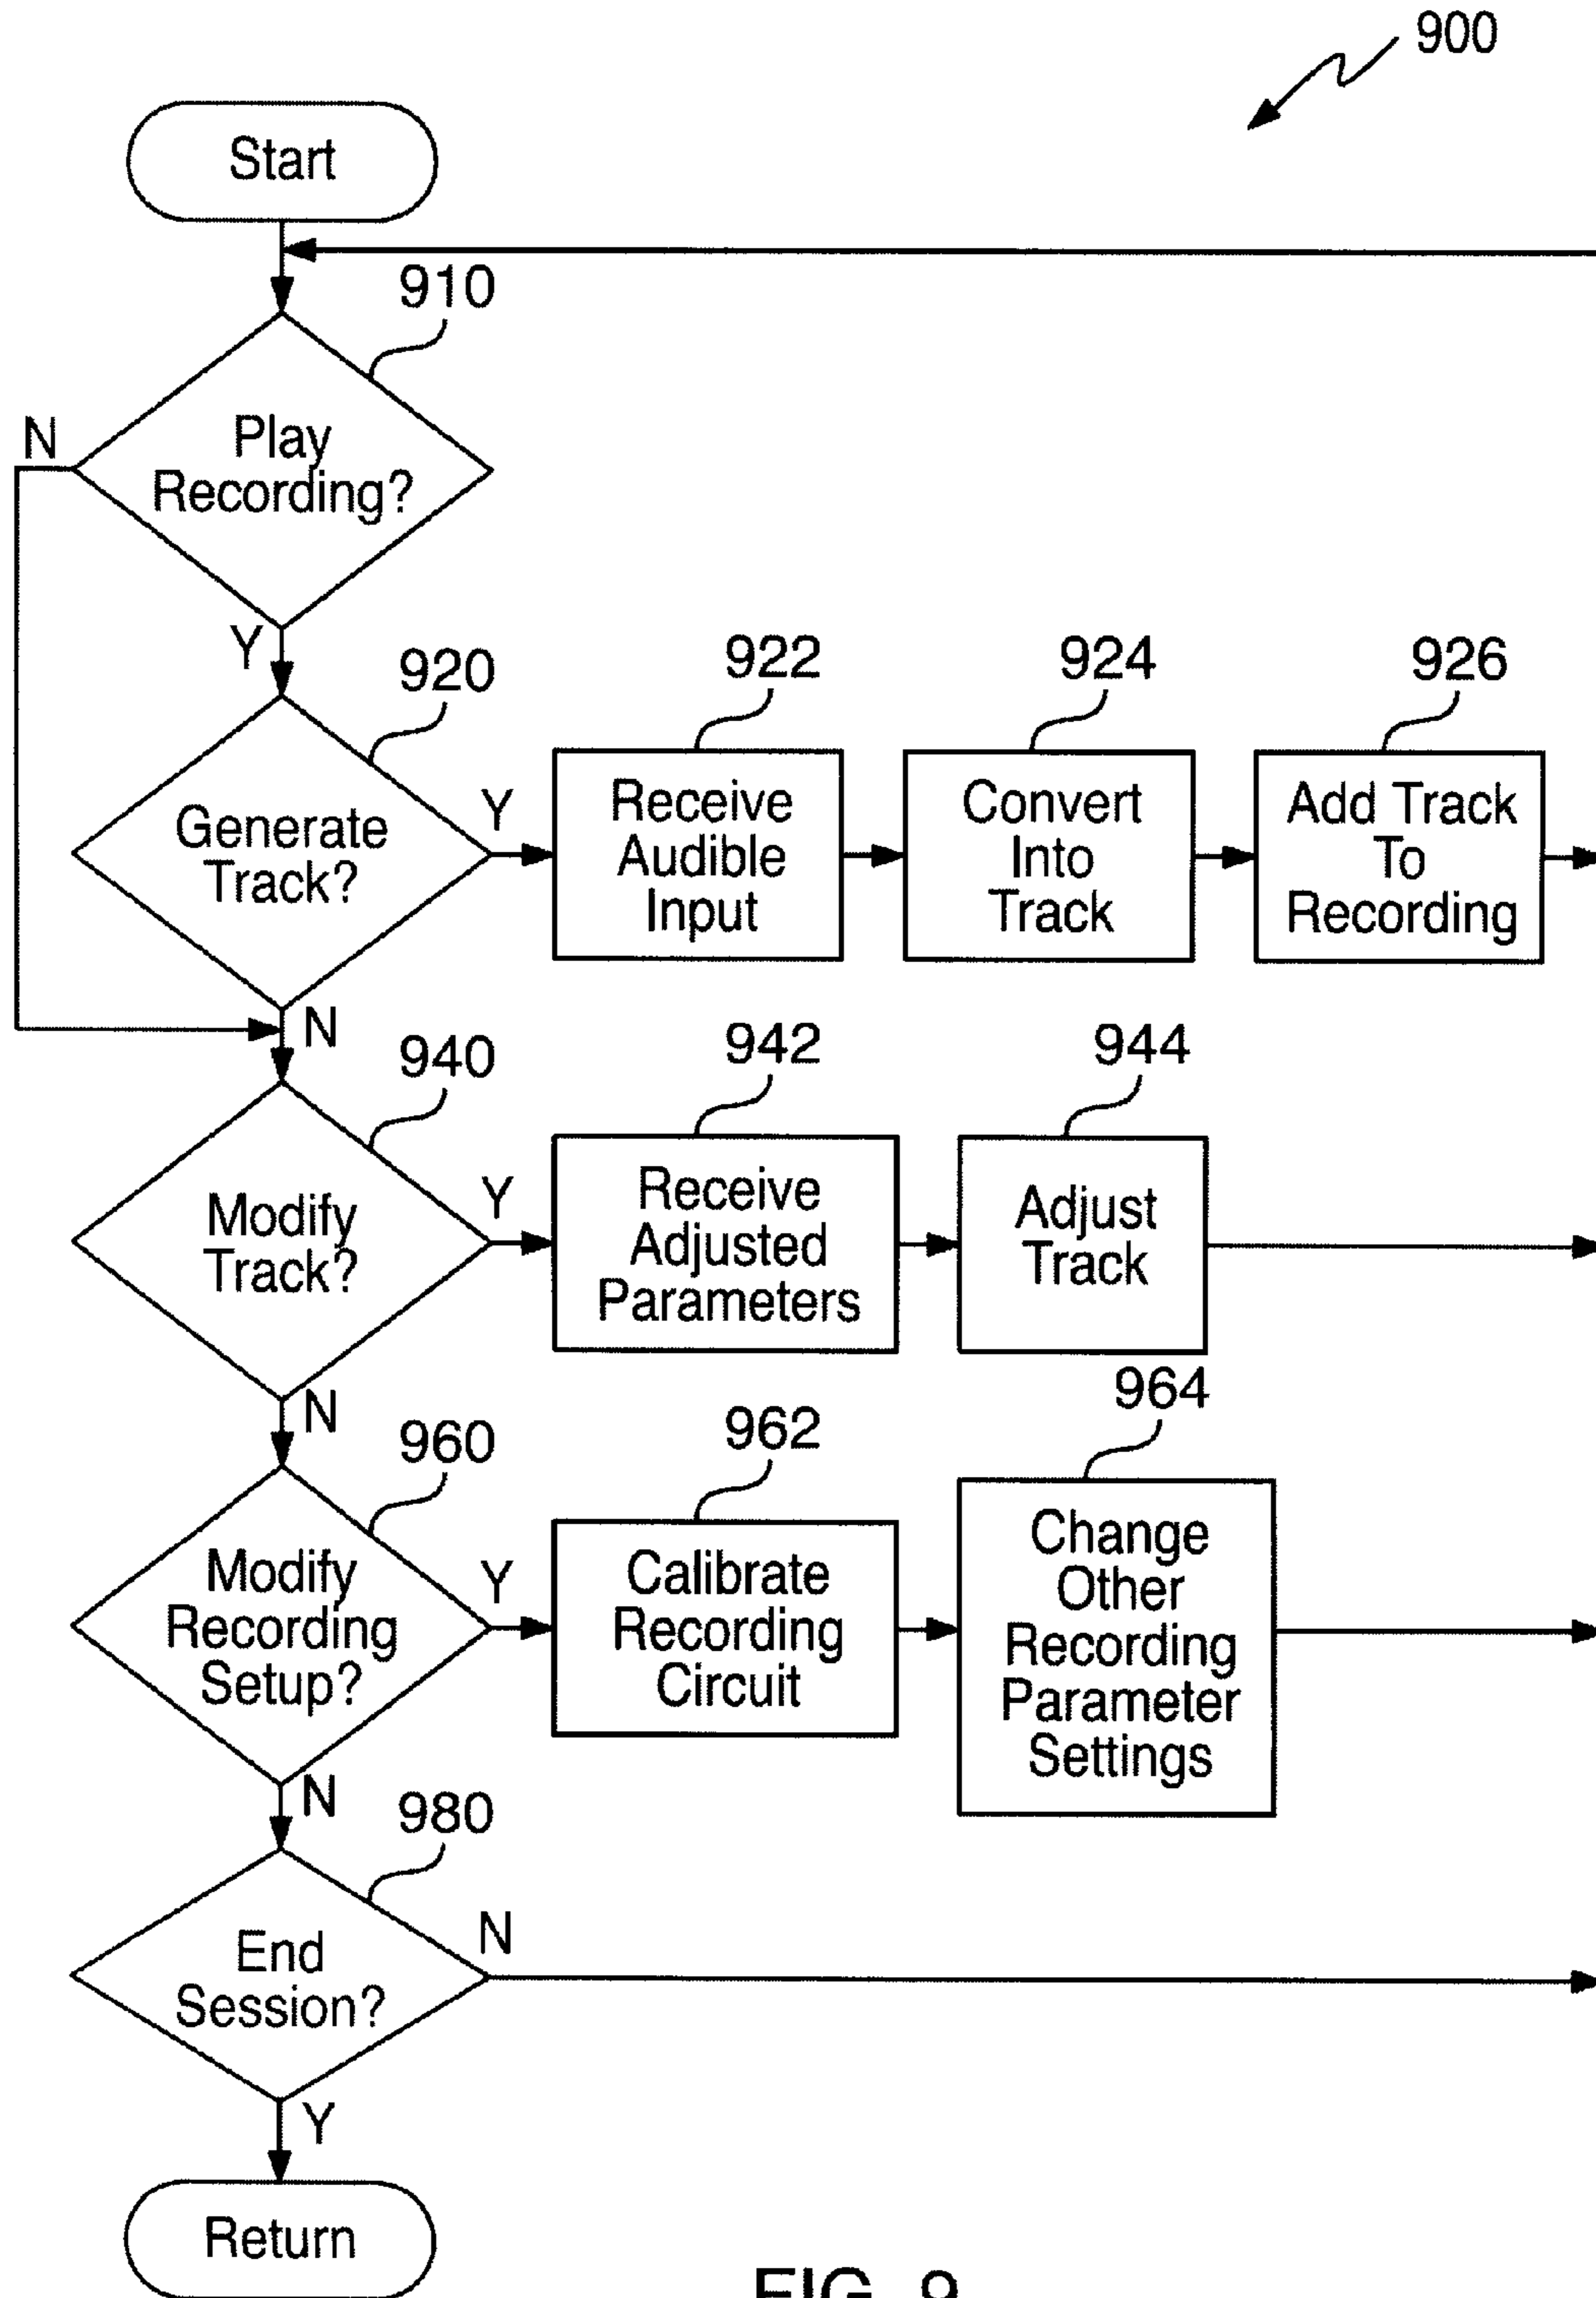 900
Start
910
N
Play
Recording?
Y
920
922
924
926
Generate
Track?
Y
Receive
Audible
Input
Convert
Into
Track
Add Track
To
Recording
N
940
942
944
Modify
Track?
Y
Receive
Adjusted
Parameters
Adjust
Track
N
960
962
964
Modify
Recording
Setup?
Y
Calibrate
Recording
Circuit
Change
Other
Recording
Parameter
Settings
N
980
End
Session?
N
Y
Return
FIG. 9